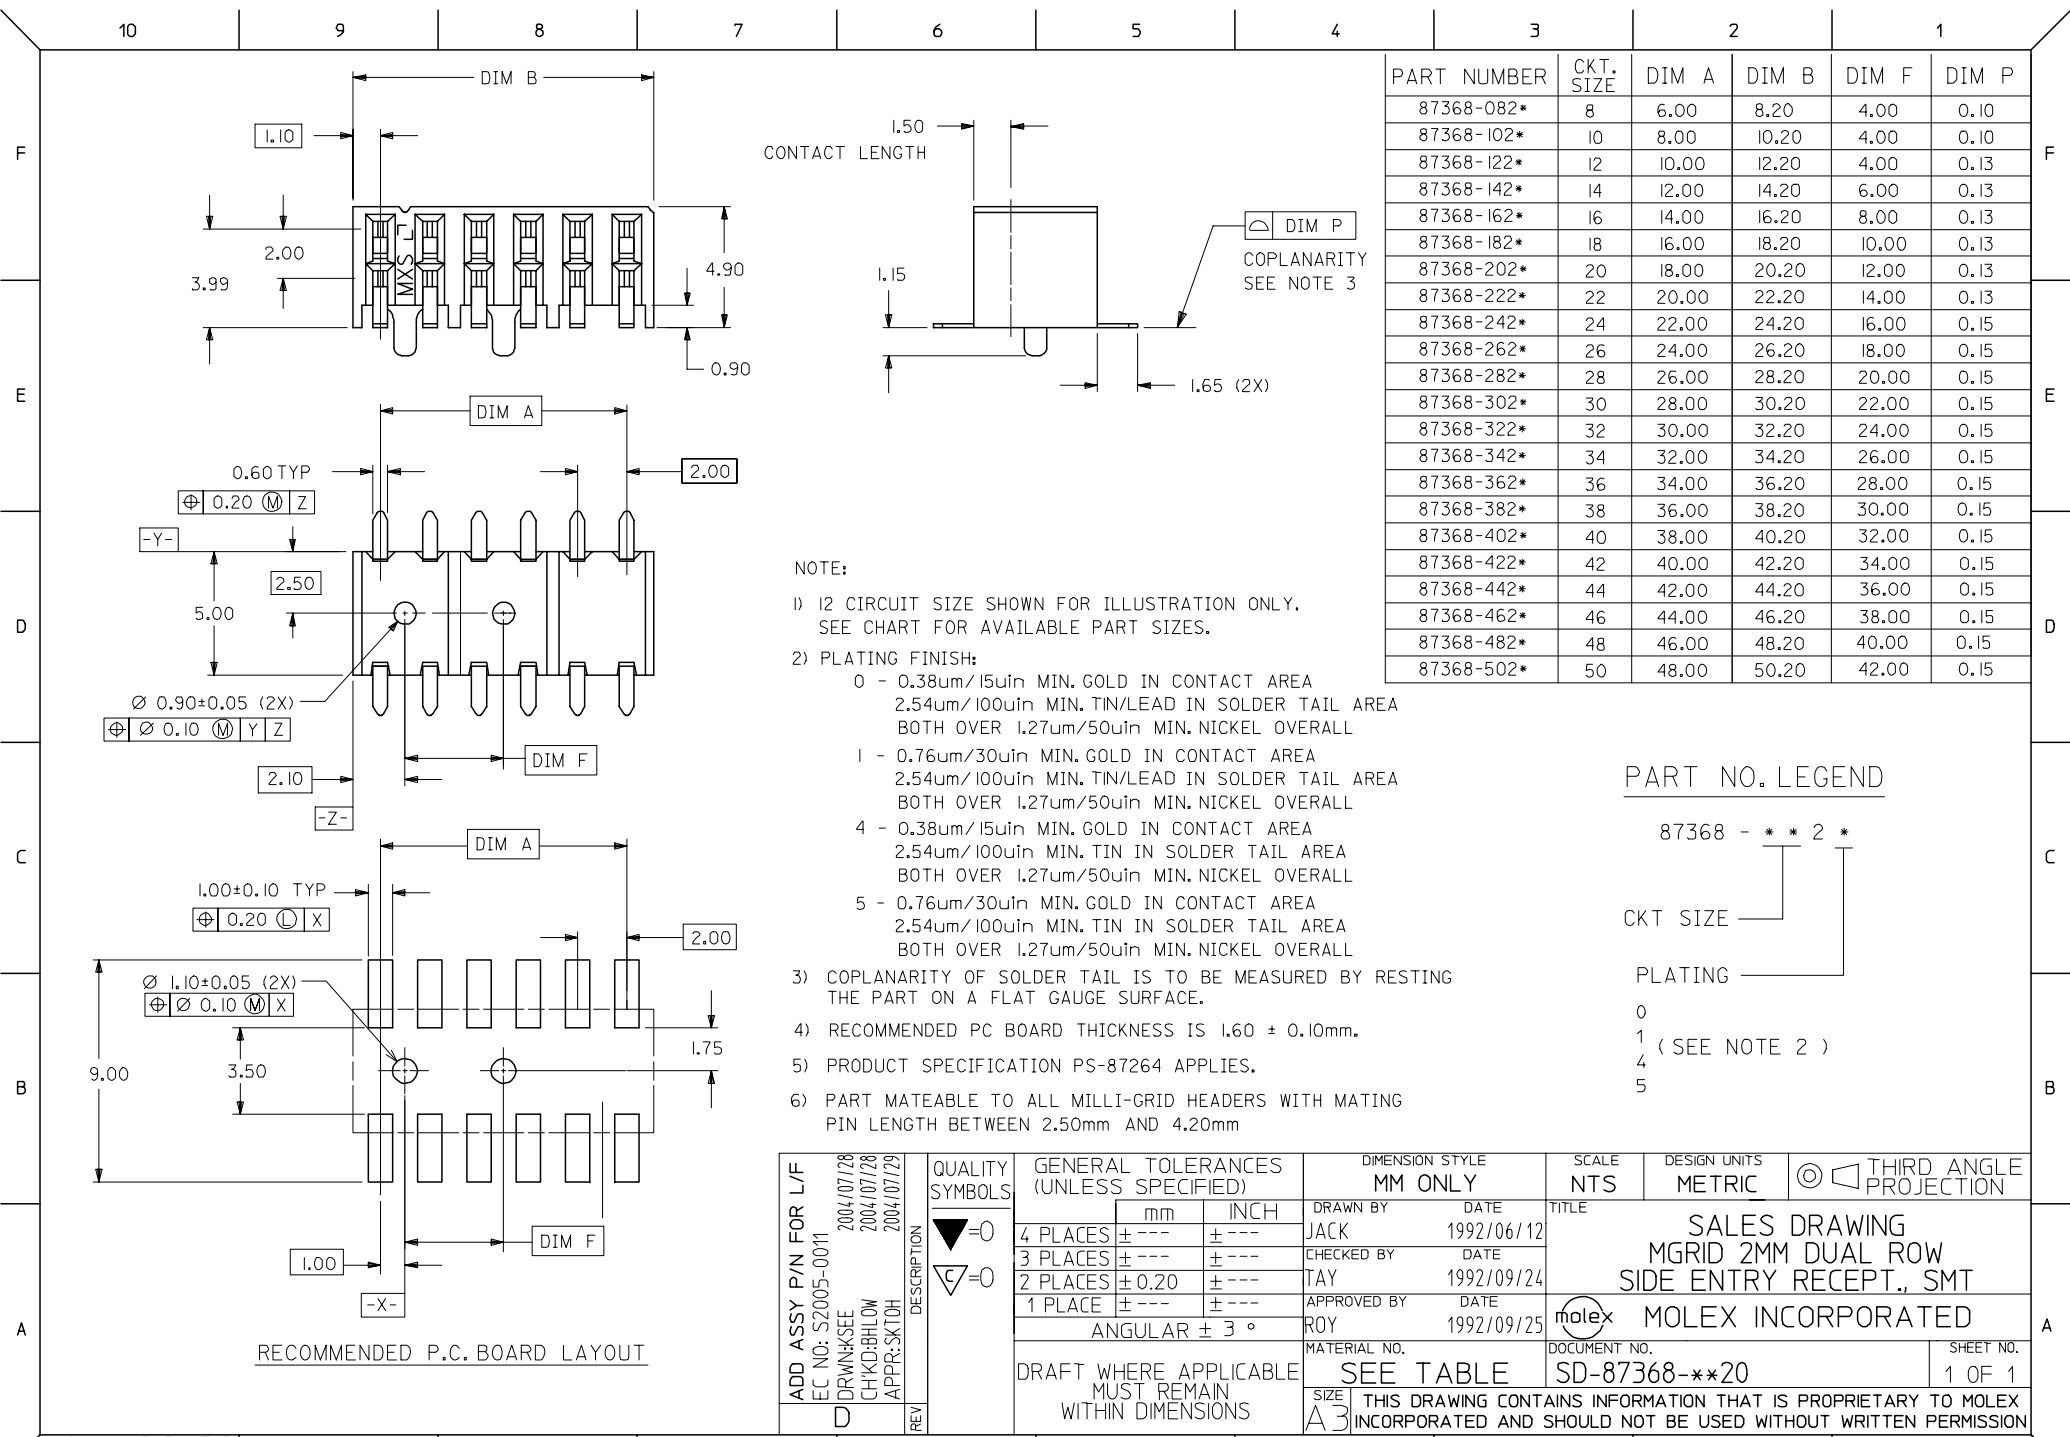 10 9 8 7 6 5 4 3 2 1
F
E
D
C
B
A
F
E
D
C
B
A
DIM B
1.10
2.00
3.99
4.90
0.90
MXS L7
1.50
CONTACT LENGTH
1.15
DIM P
COPLANARITY
SEE NOTE 3
1.65 (2X)
DIM A
0.60 TYP
2.00
⌖ 0.20 Ⓜ Z
-Y-
2.50
5.00
Ø 0.90±0.05 (2X)
⌖ Ø 0.10 Ⓜ Y Z
DIM F
2.10
-Z-
DIM A
1.00±0.10 TYP
⌖ 0.20 Ⓛ X
2.00
Ø 1.10±0.05 (2X)
⌖ Ø 0.10 Ⓜ X
1.75
9.00
3.50
DIM F
1.00
-X-
RECOMMENDED P.C. BOARD LAYOUT
PART NUMBER CKT. SIZE DIM A DIM B DIM F DIM P
87368-082* 8 6.00 8.20 4.00 0.10
87368-102* 10 8.00 10.20 4.00 0.10
87368-122* 12 10.00 12.20 4.00 0.13
87368-142* 14 12.00 14.20 6.00 0.13
87368-162* 16 14.00 16.20 8.00 0.13
87368-182* 18 16.00 18.20 10.00 0.13
87368-202* 20 18.00 20.20 12.00 0.13
87368-222* 22 20.00 22.20 14.00 0.13
87368-242* 24 22.00 24.20 16.00 0.15
87368-262* 26 24.00 26.20 18.00 0.15
87368-282* 28 26.00 28.20 20.00 0.15
87368-302* 30 28.00 30.20 22.00 0.15
87368-322* 32 30.00 32.20 24.00 0.15
87368-342* 34 32.00 34.20 26.00 0.15
87368-362* 36 34.00 36.20 28.00 0.15
87368-382* 38 36.00 38.20 30.00 0.15
87368-402* 40 38.00 40.20 32.00 0.15
87368-422* 42 40.00 42.20 34.00 0.15
87368-442* 44 42.00 44.20 36.00 0.15
87368-462* 46 44.00 46.20 38.00 0.15
87368-482* 48 46.00 48.20 40.00 0.15
87368-502* 50 48.00 50.20 42.00 0.15
NOTE:
1) 12 CIRCUIT SIZE SHOWN FOR ILLUSTRATION ONLY.
SEE CHART FOR AVAILABLE PART SIZES.
2) PLATING FINISH:
0 - 0.38um/15uin MIN. GOLD IN CONTACT AREA
2.54um/100uin MIN. TIN/LEAD IN SOLDER TAIL AREA
BOTH OVER 1.27um/50uin MIN. NICKEL OVERALL
1 - 0.76um/30uin MIN. GOLD IN CONTACT AREA
2.54um/100uin MIN. TIN/LEAD IN SOLDER TAIL AREA
BOTH OVER 1.27um/50uin MIN. NICKEL OVERALL
4 - 0.38um/15uin MIN. GOLD IN CONTACT AREA
2.54um/100uin MIN. TIN IN SOLDER TAIL AREA
BOTH OVER 1.27um/50uin MIN. NICKEL OVERALL
5 - 0.76um/30uin MIN. GOLD IN CONTACT AREA
2.54um/100uin MIN. TIN IN SOLDER TAIL AREA
BOTH OVER 1.27um/50uin MIN. NICKEL OVERALL
3) COPLANARITY OF SOLDER TAIL IS TO BE MEASURED BY RESTING
THE PART ON A FLAT GAUGE SURFACE.
4) RECOMMENDED PC BOARD THICKNESS IS 1.60 ± 0.10mm.
5) PRODUCT SPECIFICATION PS-87264 APPLIES.
6) PART MATEABLE TO ALL MILLI-GRID HEADERS WITH MATING
PIN LENGTH BETWEEN 2.50mm AND 4.20mm
PART NO. LEGEND
87368 - * * 2 *
CKT SIZE
PLATING
0
1
4
5
( SEE NOTE 2 )
ADD ASSY P/N FOR L/F
EC NO: S2005-0011
DRWN:KSEE 2004/07/28
CH'KD:BHLOW 2004/07/28
APPR:SKTOH 2004/07/29
DESCRIPTION
D
REV
QUALITY
SYMBOLS
=0
C =0
GENERAL TOLERANCES
(UNLESS SPECIFIED)
mm INCH
4 PLACES ± --- ± ---
3 PLACES ± --- ± ---
2 PLACES ± 0.20 ± ---
1 PLACE ± --- ± ---
ANGULAR ± 3 °
DRAFT WHERE APPLICABLE
MUST REMAIN
WITHIN DIMENSIONS
DIMENSION STYLE
MM ONLY
SCALE
NTS
DESIGN UNITS
METRIC
THIRD ANGLE
PROJECTION
DRAWN BY DATE
JACK 1992/06/12
CHECKED BY DATE
TAY 1992/09/24
APPROVED BY DATE
ROY 1992/09/25
TITLE
SALES DRAWING
MGRID 2MM DUAL ROW
SIDE ENTRY RECEPT., SMT
molex MOLEX INCORPORATED
MATERIAL NO.
SEE TABLE
DOCUMENT NO.
SD-87368-**20
SHEET NO.
1 OF 1
SIZE
A3
THIS DRAWING CONTAINS INFORMATION THAT IS PROPRIETARY TO MOLEX
INCORPORATED AND SHOULD NOT BE USED WITHOUT WRITTEN PERMISSION